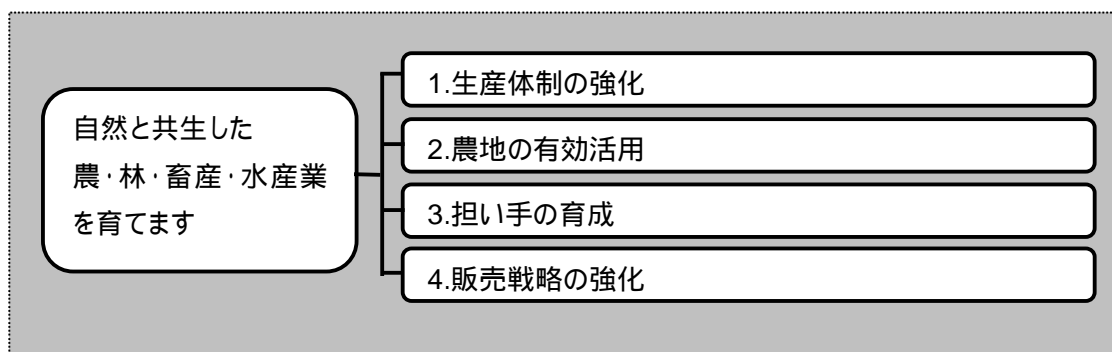 自然と共生した
農・林・畜産・水産業
を育てます
1.生産体制の強化
2.農地の有効活用
3.担い手の育成
4.販売戦略の強化